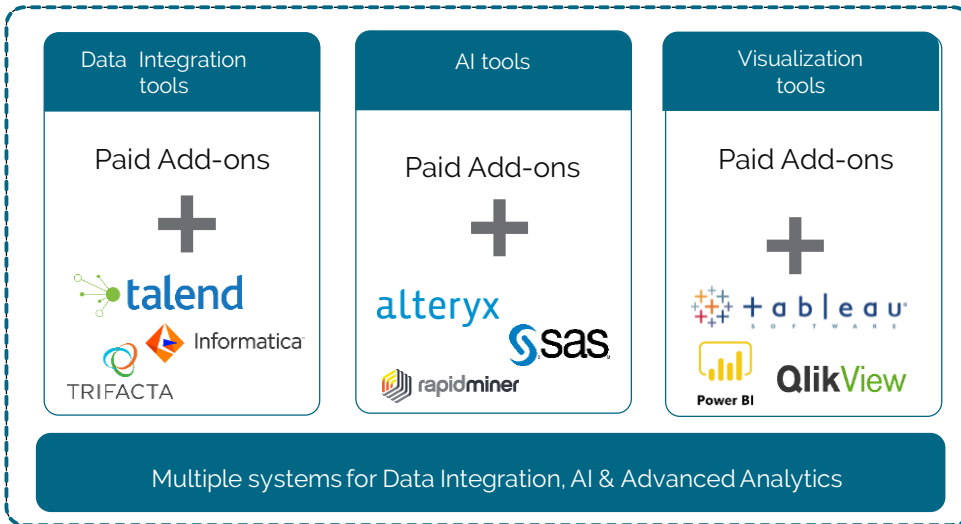 Data Integration
tools
Paid Add-ons
talend
Informatica
TRIFACTA
AI tools
Paid Add-ons
alteryx
sas
rapidminer
Visualization
tools
Paid Add-ons
+ableau
SOFTWARE
Power BI
QlikView
Multiple systems for Data Integration, AI & Advanced Analytics